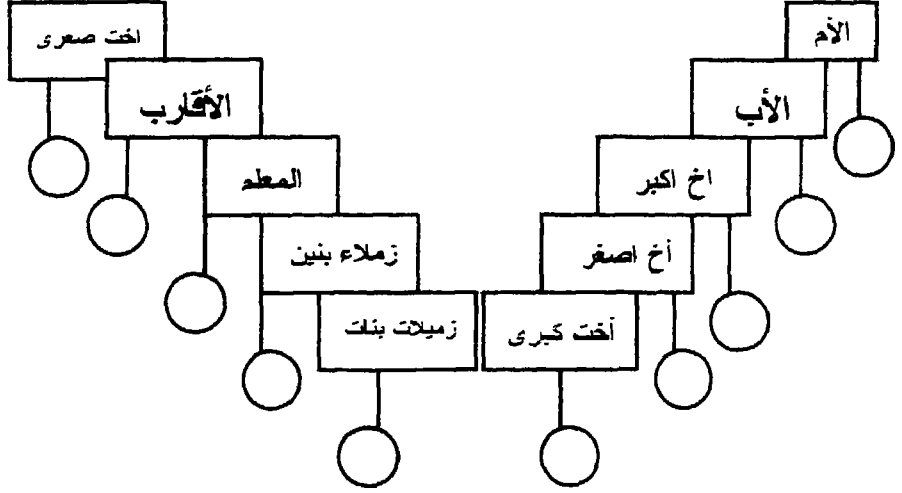 الأم
الأب
اخ اكبر
أخ اصغر
أخت كبرى
اخت صغرى
الأقارب
المعلم
زملاء بنين
زميلات بنات